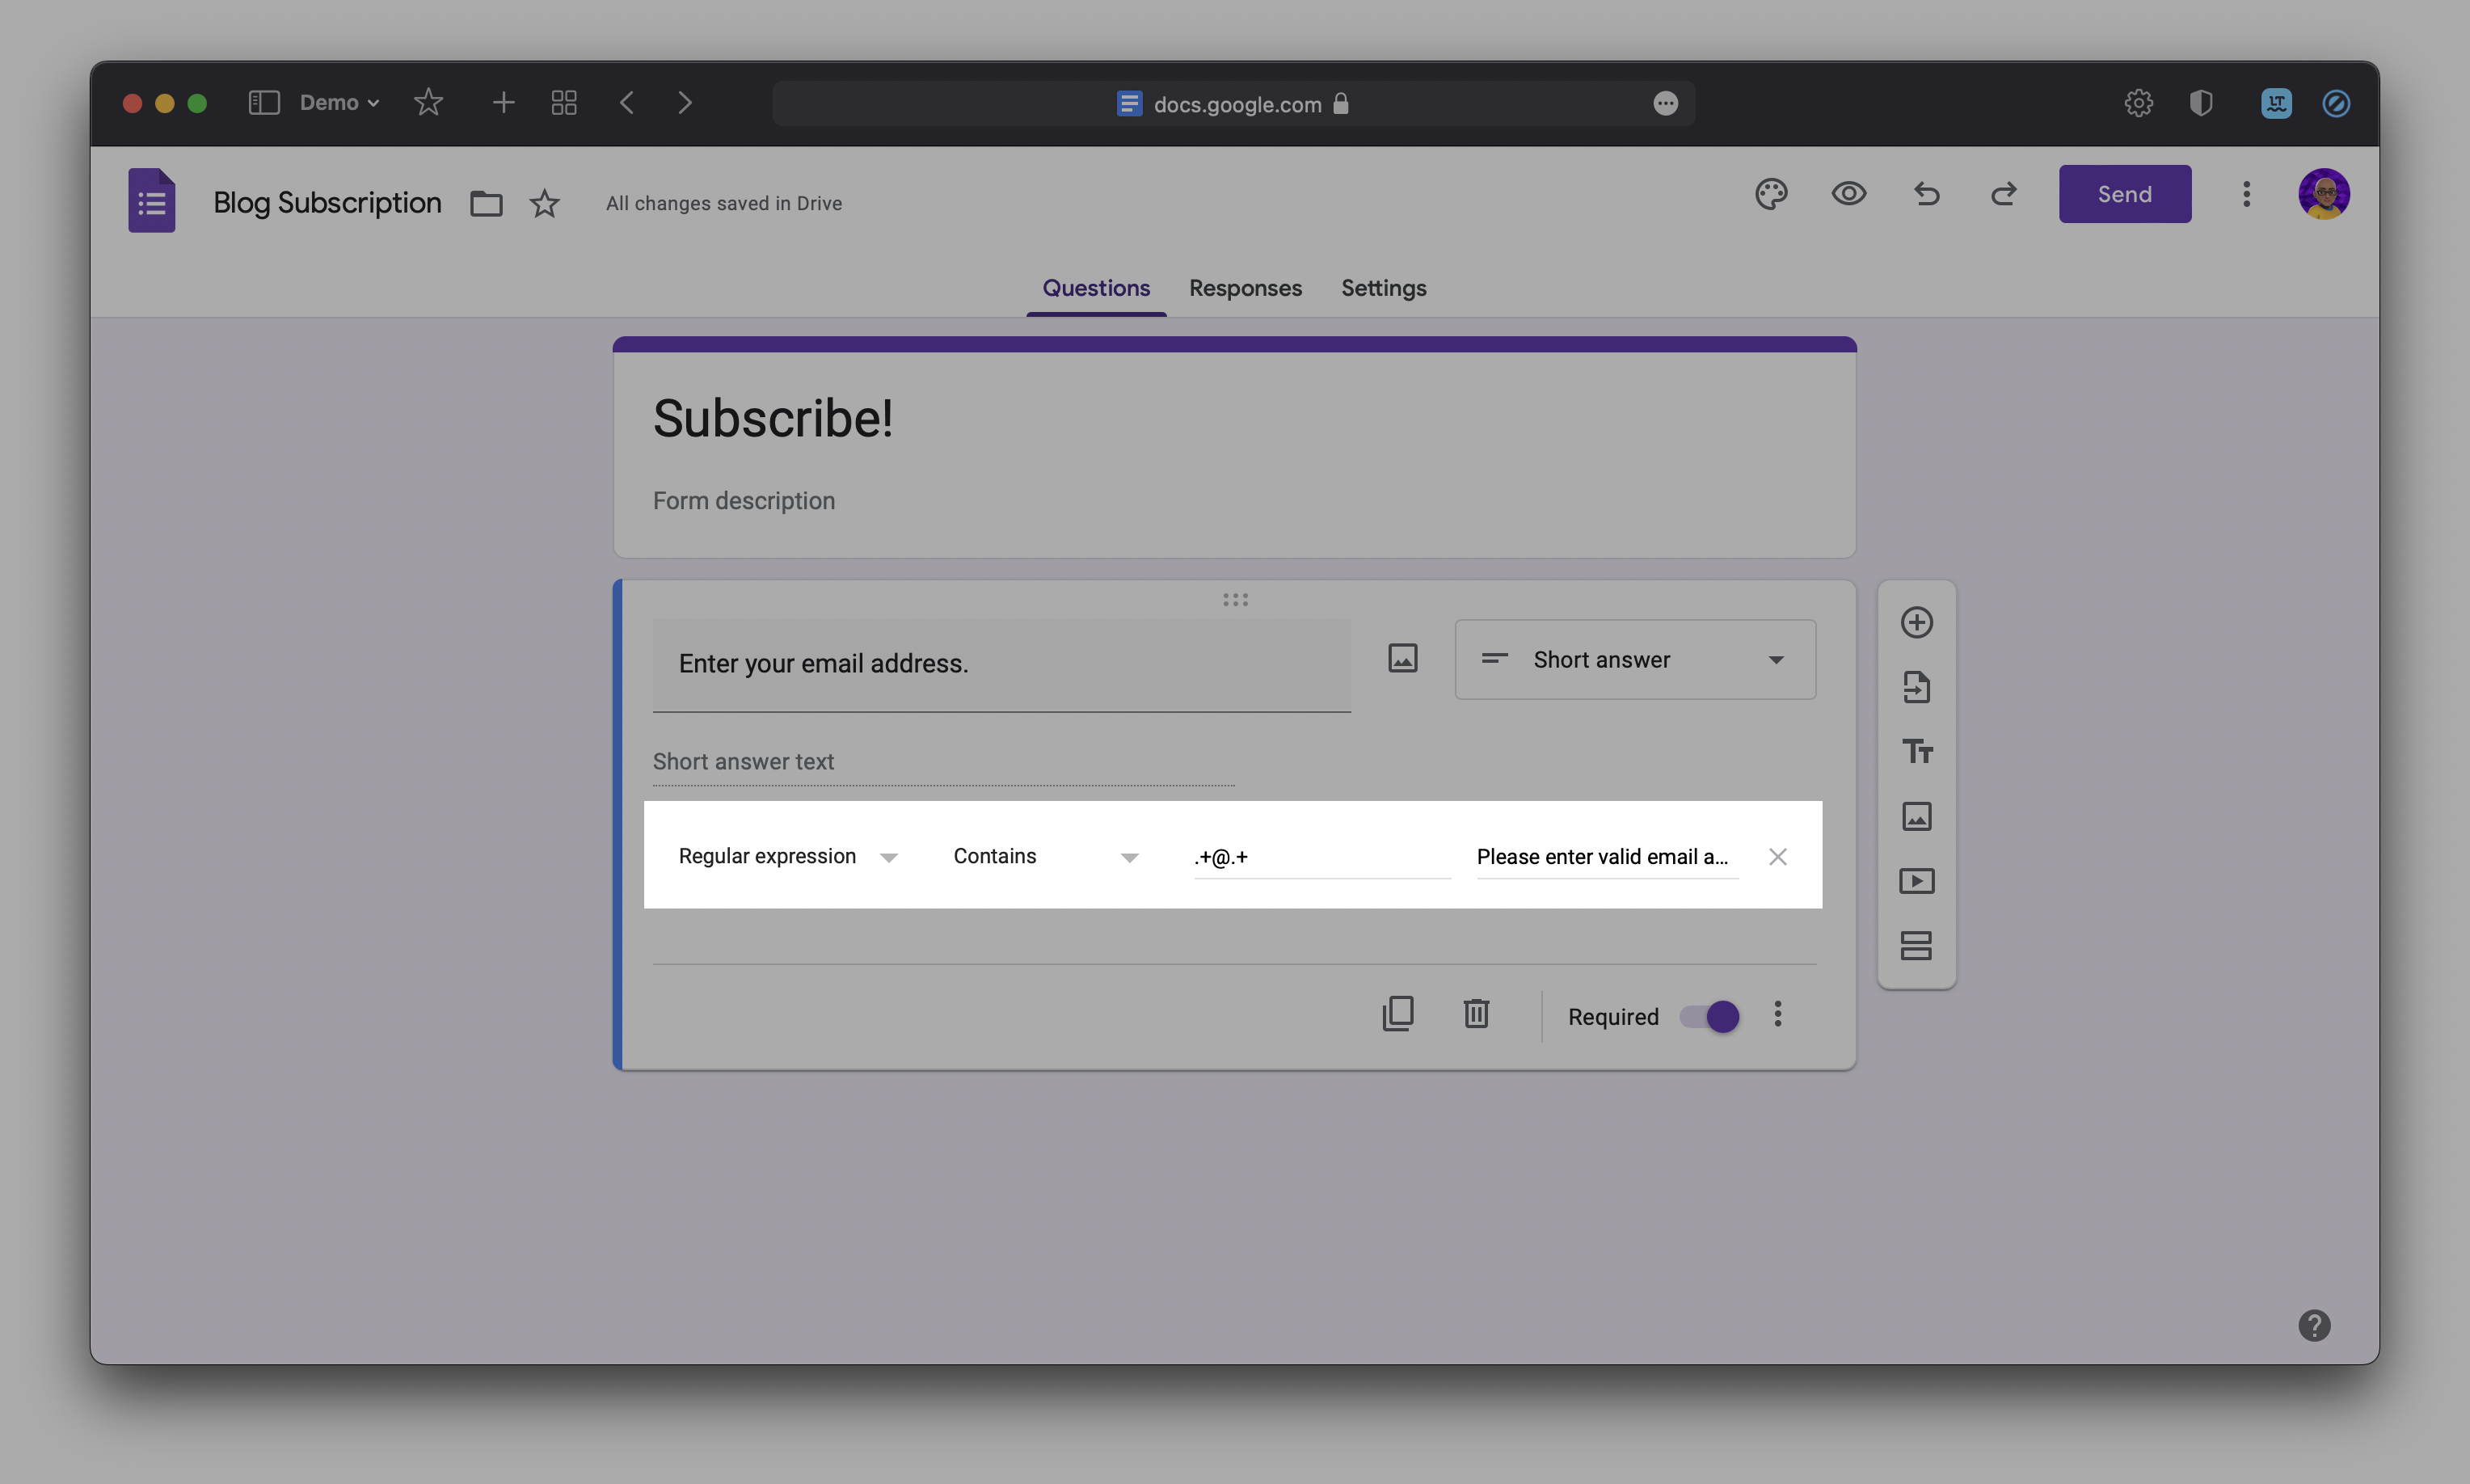 Demo
docs.google.com
LT
Blog Subscription
All changes saved in Drive
Send
Questions
Responses
Settings
Subscribe!
Form description
Enter your email address.
Short answer
Short answer text
Regular expression
Contains
.+@.+
Please enter valid email a...
Required